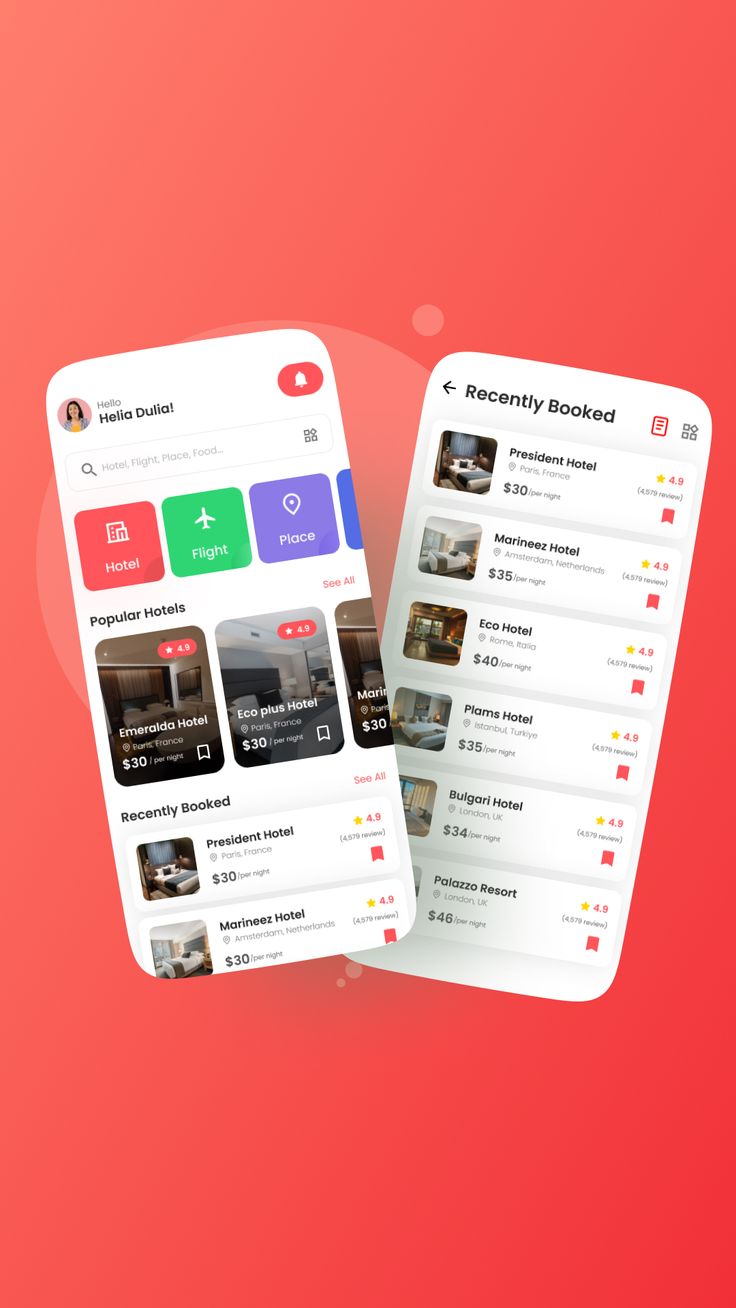 Hello
Helia Dulia!
Hotel, Flight, Place, Food...
Hotel
Flight
Place
See All
Popular Hotels
4.9
Emeralda Hotel
Paris, France
$30 / per night
4.9
Eco plus Hotel
Paris, France
$30 / per night
$30
See All
Recently Booked
President Hotel
Paris, France
$30/per night
4.9
(4,579 review)
Marineez Hotel
Amsterdam, Netherlands
$30/per night
4.9
(4,579 review)
Recently Booked
President Hotel
Paris, France
$30/per night
4.9
(4,579 review)
Marineez Hotel
Amsterdam, Netherlands
$35/per night
4.9
(4,579 review)
Eco Hotel
Rome, Italia
$40/per night
4.9
(4,579 review)
Plams Hotel
Istanbul, Turkiye
$35/per night
4.9
(4,579 review)
Bulgari Hotel
London, UK
$34/per night
4.9
(4,579 review)
Palazzo Resort
London, UK
$46/per night
4.9
(4,579 review)